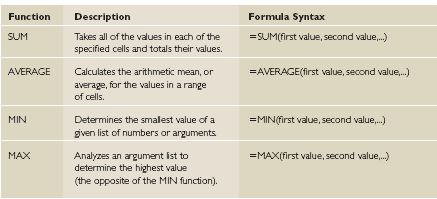 Function Description Formula Syntax
SUM Takes all of the values in each of the =SUM(first value, second value,...)
specified cells and totals their values.
AVERAGE Calculates the arithmetic mean, or =AVERAGE(first value, second value,...)
average, for the values in a range
of cells.
MIN Determines the smallest value of a =MIN(first value, second value,...)
given list of numbers or arguments.
MAX Analyzes an argument list to =MAX(first value, second value,...)
determine the highest value
(the opposite of the MIN function).